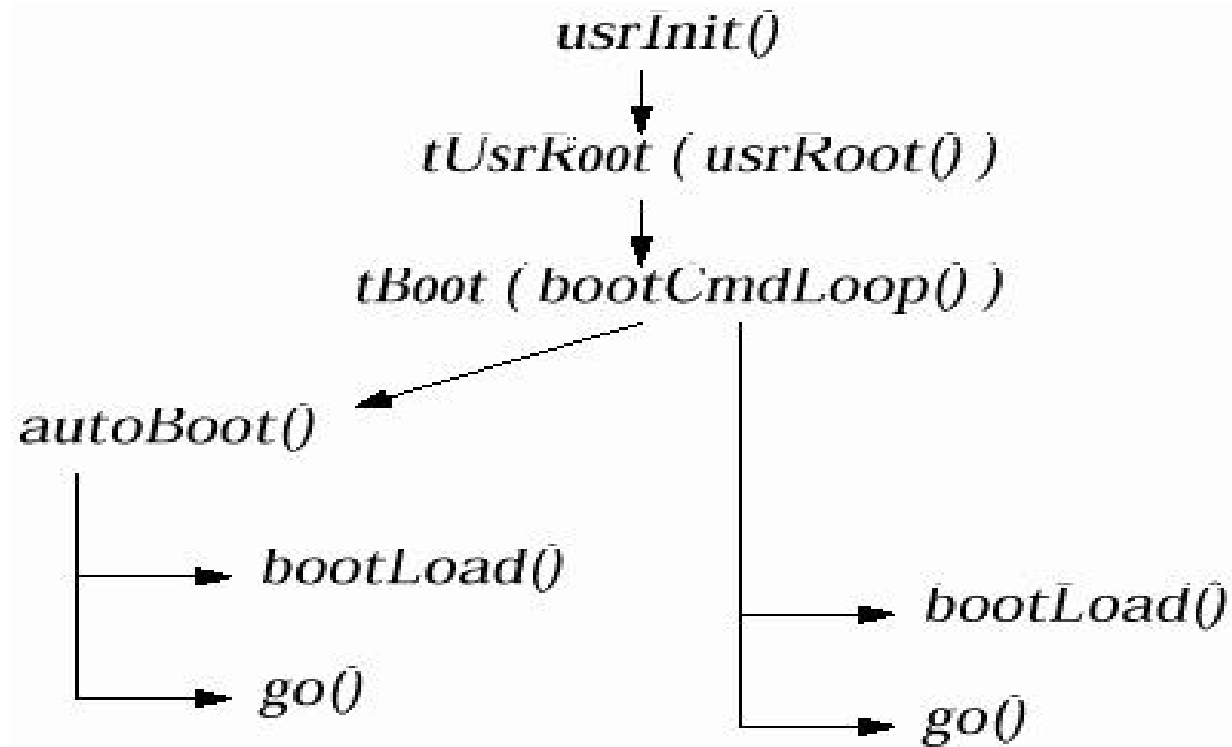 usrInit()
tUsrRoot ( usrRoot() )
tBoot ( bootCmdLoop() )
autoBoot()
bootLoad()
bootLoad()
go()
go()